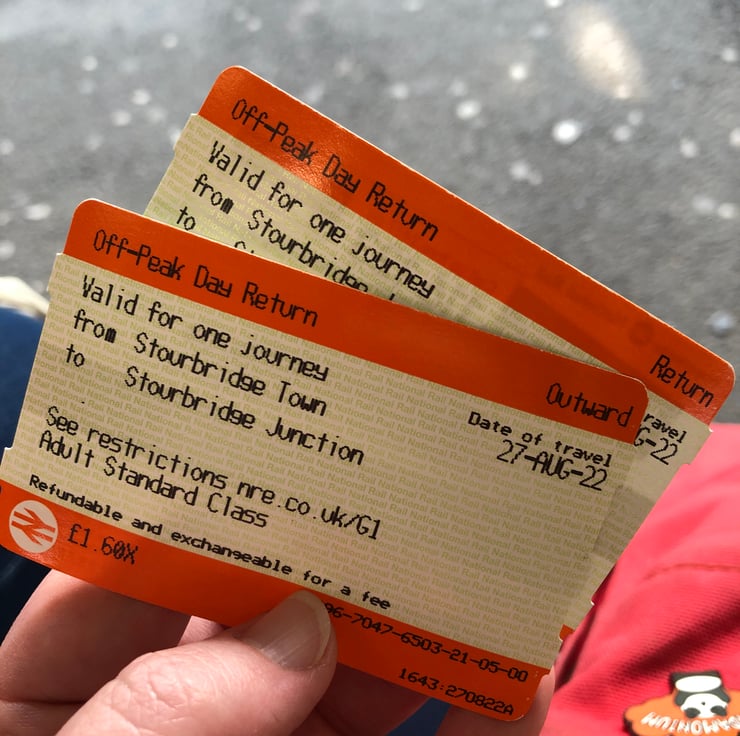 Off-Peak Day Return
Valid for one journey
from Stourbridge
to
Return
ravel
G-22
Off-Peak Day Return
Outward
Valid for one journey
from Stourbridge Town
to Stourbridge Junction
Date of travel
27-AUG-22
See restrictions nre.co.uk/G1
Adult Standard Class
Refundable and exchangeable for a fee
£1.60X
96-7047-6503-21-05-00
1643:270822A